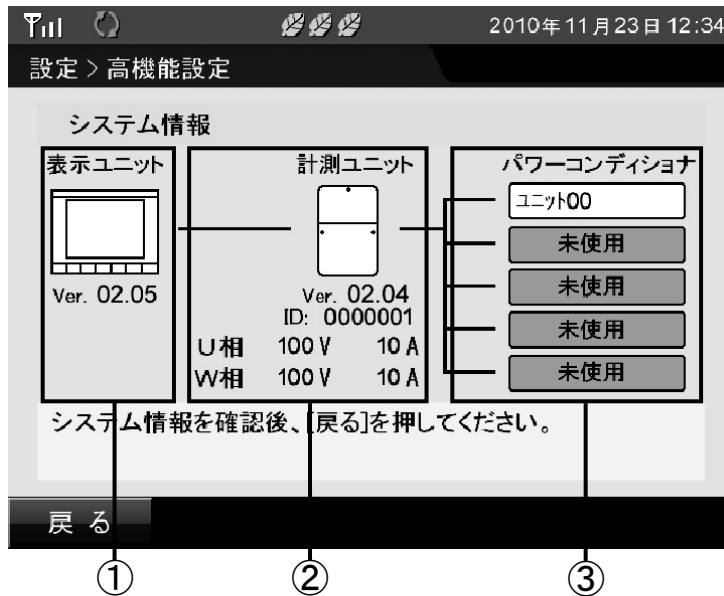 2010年11月23日 12:34
設定 > 高機能設定
システム情報
表示ユニット
Ver. 02.05
計測ユニット
Ver. 02.04
ID: 0000001
U相 100 V 10 A
W相 100 V 10 A
パワーコンディショナ
ユニット00
未使用
未使用
未使用
未使用
システム情報を確認後、[戻る]を押してください。
戻る
① ② ③